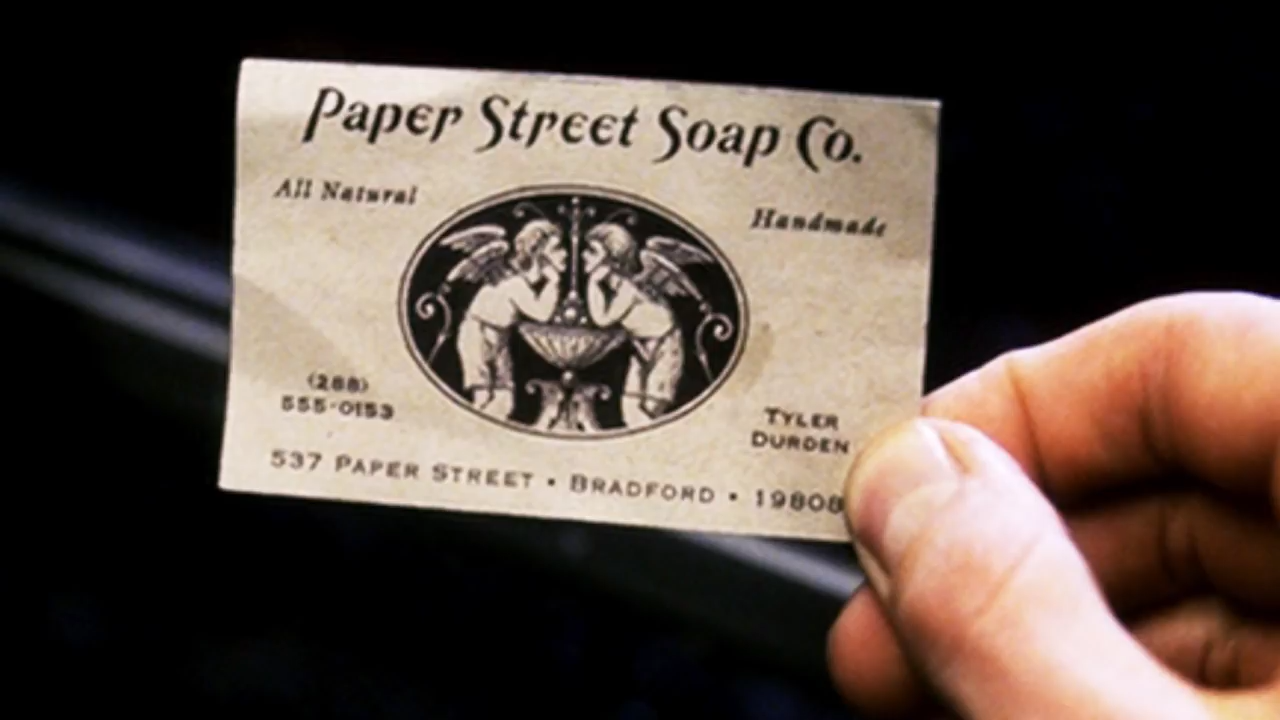 Paper Street Soap Co.
All Natural
Handmade
(288)
555-0153
TYLER
DURDEN
537 PAPER STREET • BRADFORD • 19808